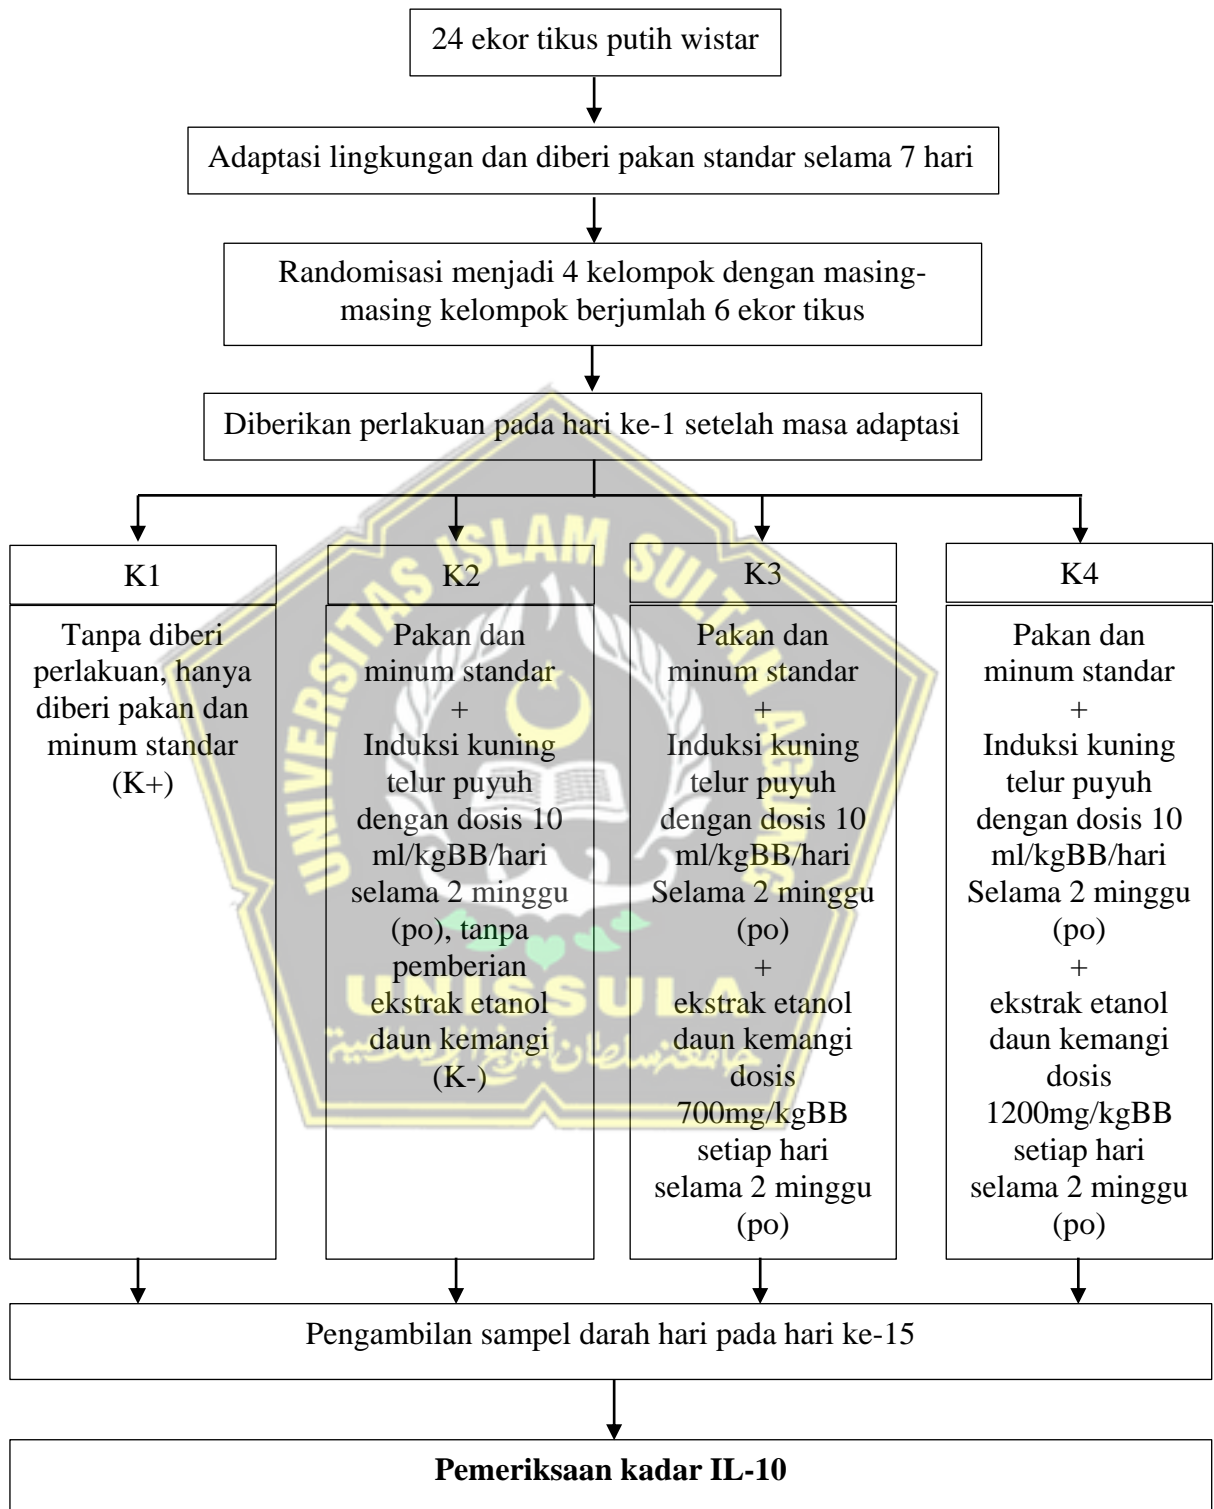 24 ekor tikus putih wistar
Adaptasi lingkungan dan diberi pakan standar selama 7 hari
Randomisasi menjadi 4 kelompok dengan masing-
masing kelompok berjumlah 6 ekor tikus
Diberikan perlakuan pada hari ke-1 setelah masa adaptasi
K1
Tanpa diberi
perlakuan, hanya
diberi pakan dan
minum standar
(K+)
K2
Pakan dan
minum standar
+
Induksi kuning
telur puyuh
dengan dosis 10
ml/kgBB/hari
selama 2 minggu
(po), tanpa
pemberian
ekstrak etanol
daun kemangi
(K-)
K3
Pakan dan
minum standar
+
Induksi kuning
telur puyuh
dengan dosis 10
ml/kgBB/hari
Selama 2 minggu
(po)
+
ekstrak etanol
daun kemangi
dosis
700mg/kgBB
setiap hari
selama 2 minggu
(po)
K4
Pakan dan
minum standar
+
Induksi kuning
telur puyuh
dengan dosis 10
ml/kgBB/hari
Selama 2 minggu
(po)
+
ekstrak etanol
daun kemangi
dosis
1200mg/kgBB
setiap hari
selama 2 minggu
(po)
Pengambilan sampel darah hari pada hari ke-15
Pemeriksaan kadar IL-10
UNIVERSITAS ISLAM SULTAN AGUNG
UNISSULA